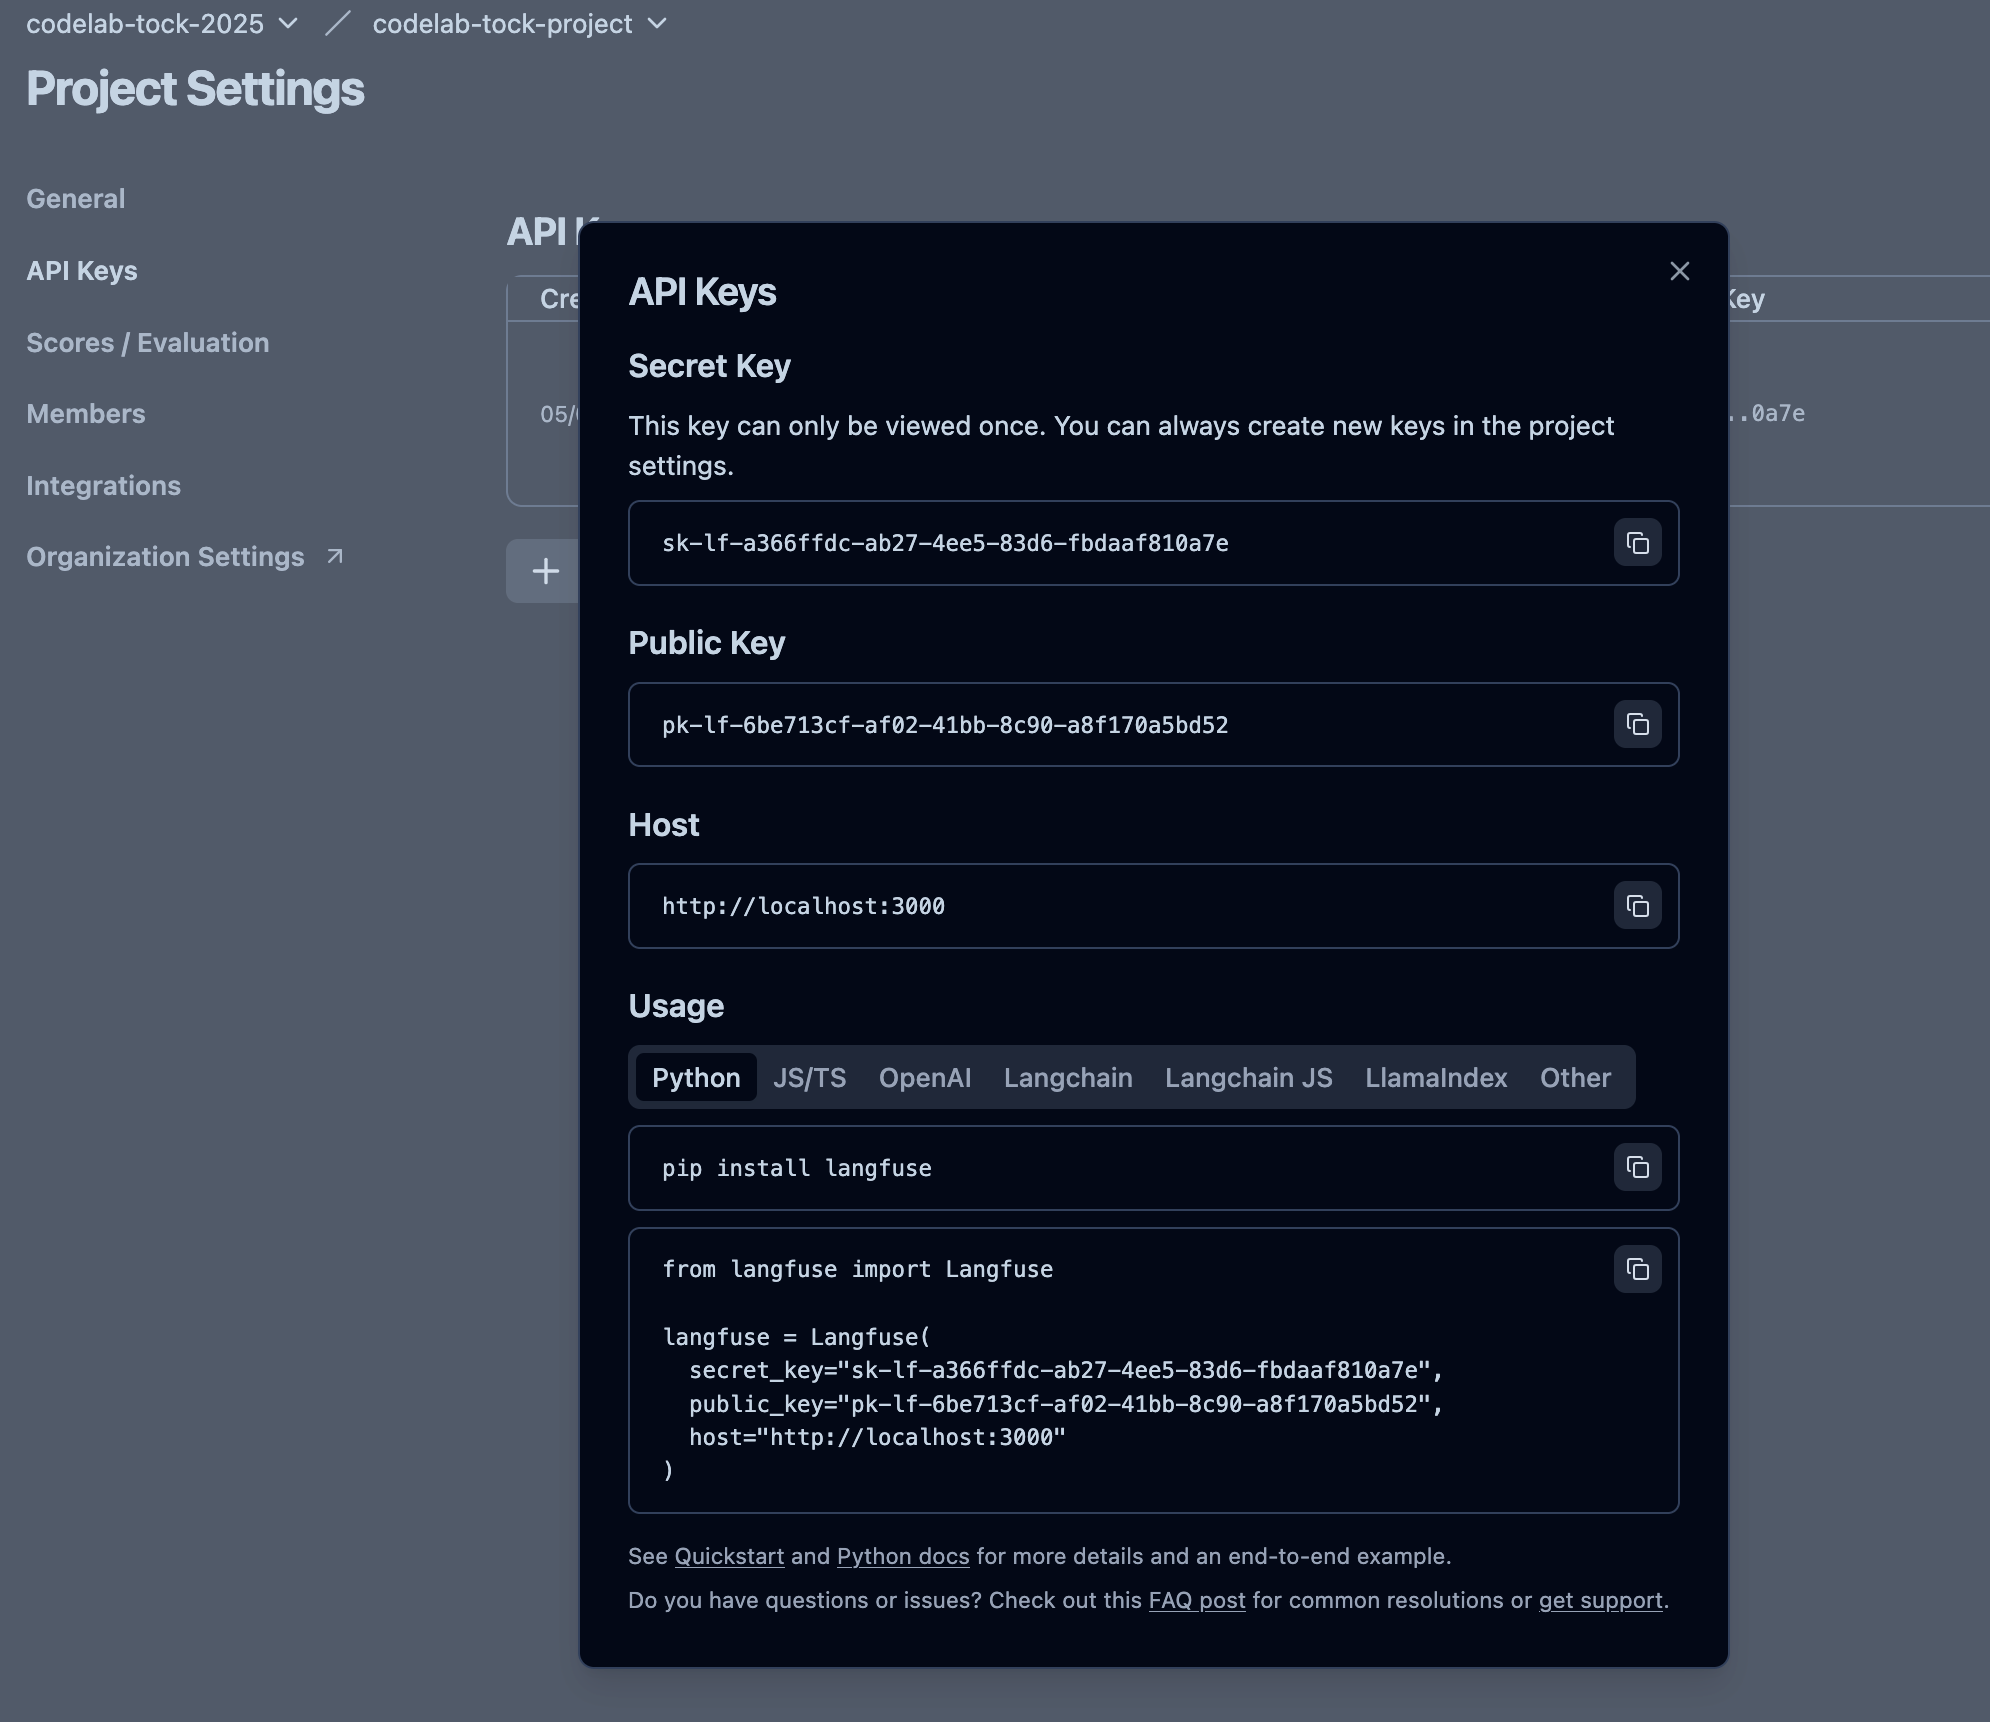 codelab-tock-2025 / codelab-tock-project
Project Settings
General
API Keys
Scores / Evaluation
Members
Integrations
Organization Settings
API
Key
..0a7e
API Keys
Secret Key
This key can only be viewed once. You can always create new keys in the project
settings.
sk-lf-a366ffdc-ab27-4ee5-83d6-fbdaaf810a7e
Public Key
pk-lf-6be713cf-af02-41bb-8c90-a8f170a5bd52
Host
http://localhost:3000
Usage
Python JS/TS OpenAI Langchain Langchain JS LlamaIndex Other
pip install langfuse
from langfuse import Langfuse
langfuse = Langfuse(
  secret_key="sk-lf-a366ffdc-ab27-4ee5-83d6-fbdaaf810a7e",
  public_key="pk-lf-6be713cf-af02-41bb-8c90-a8f170a5bd52",
  host="http://localhost:3000"
)
See Quickstart and Python docs for more details and an end-to-end example.
Do you have questions or issues? Check out this FAQ post for common resolutions or get support.